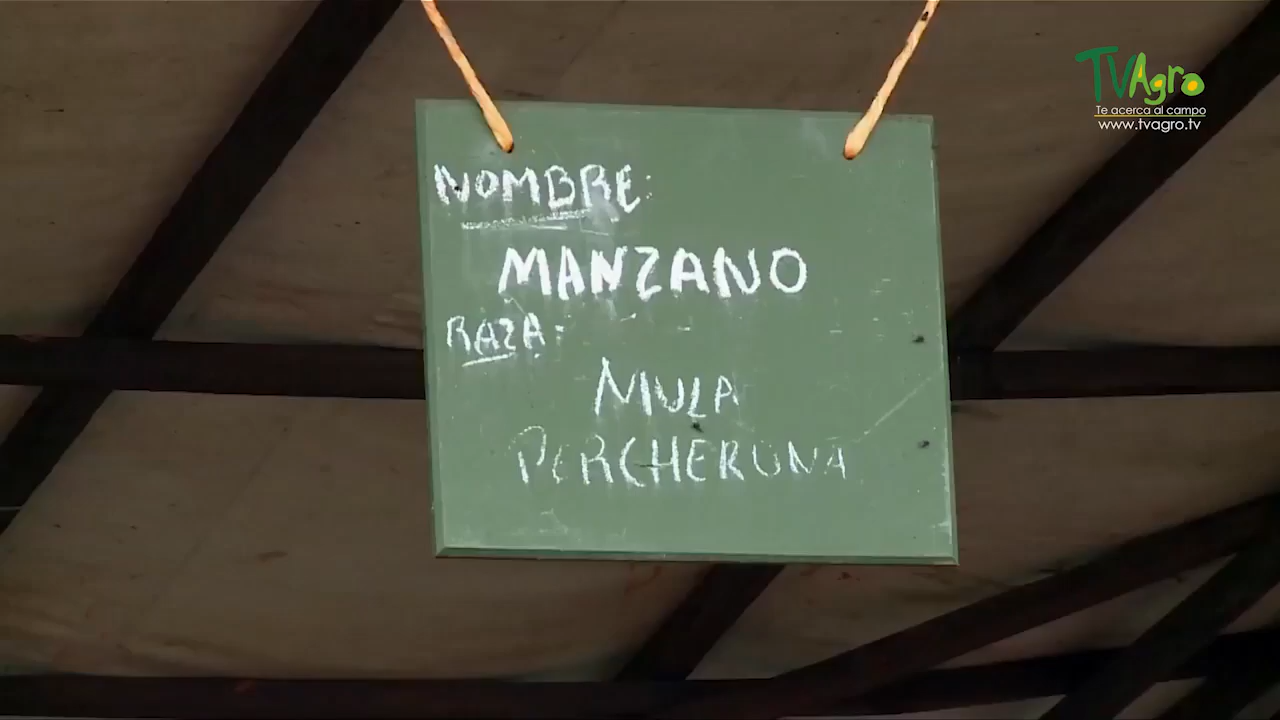 NOMBRE:
MANZANO
RAZA:
MULA
PERCHERONA
TVAgro
Te acerca al campo
www.tvagro.tv